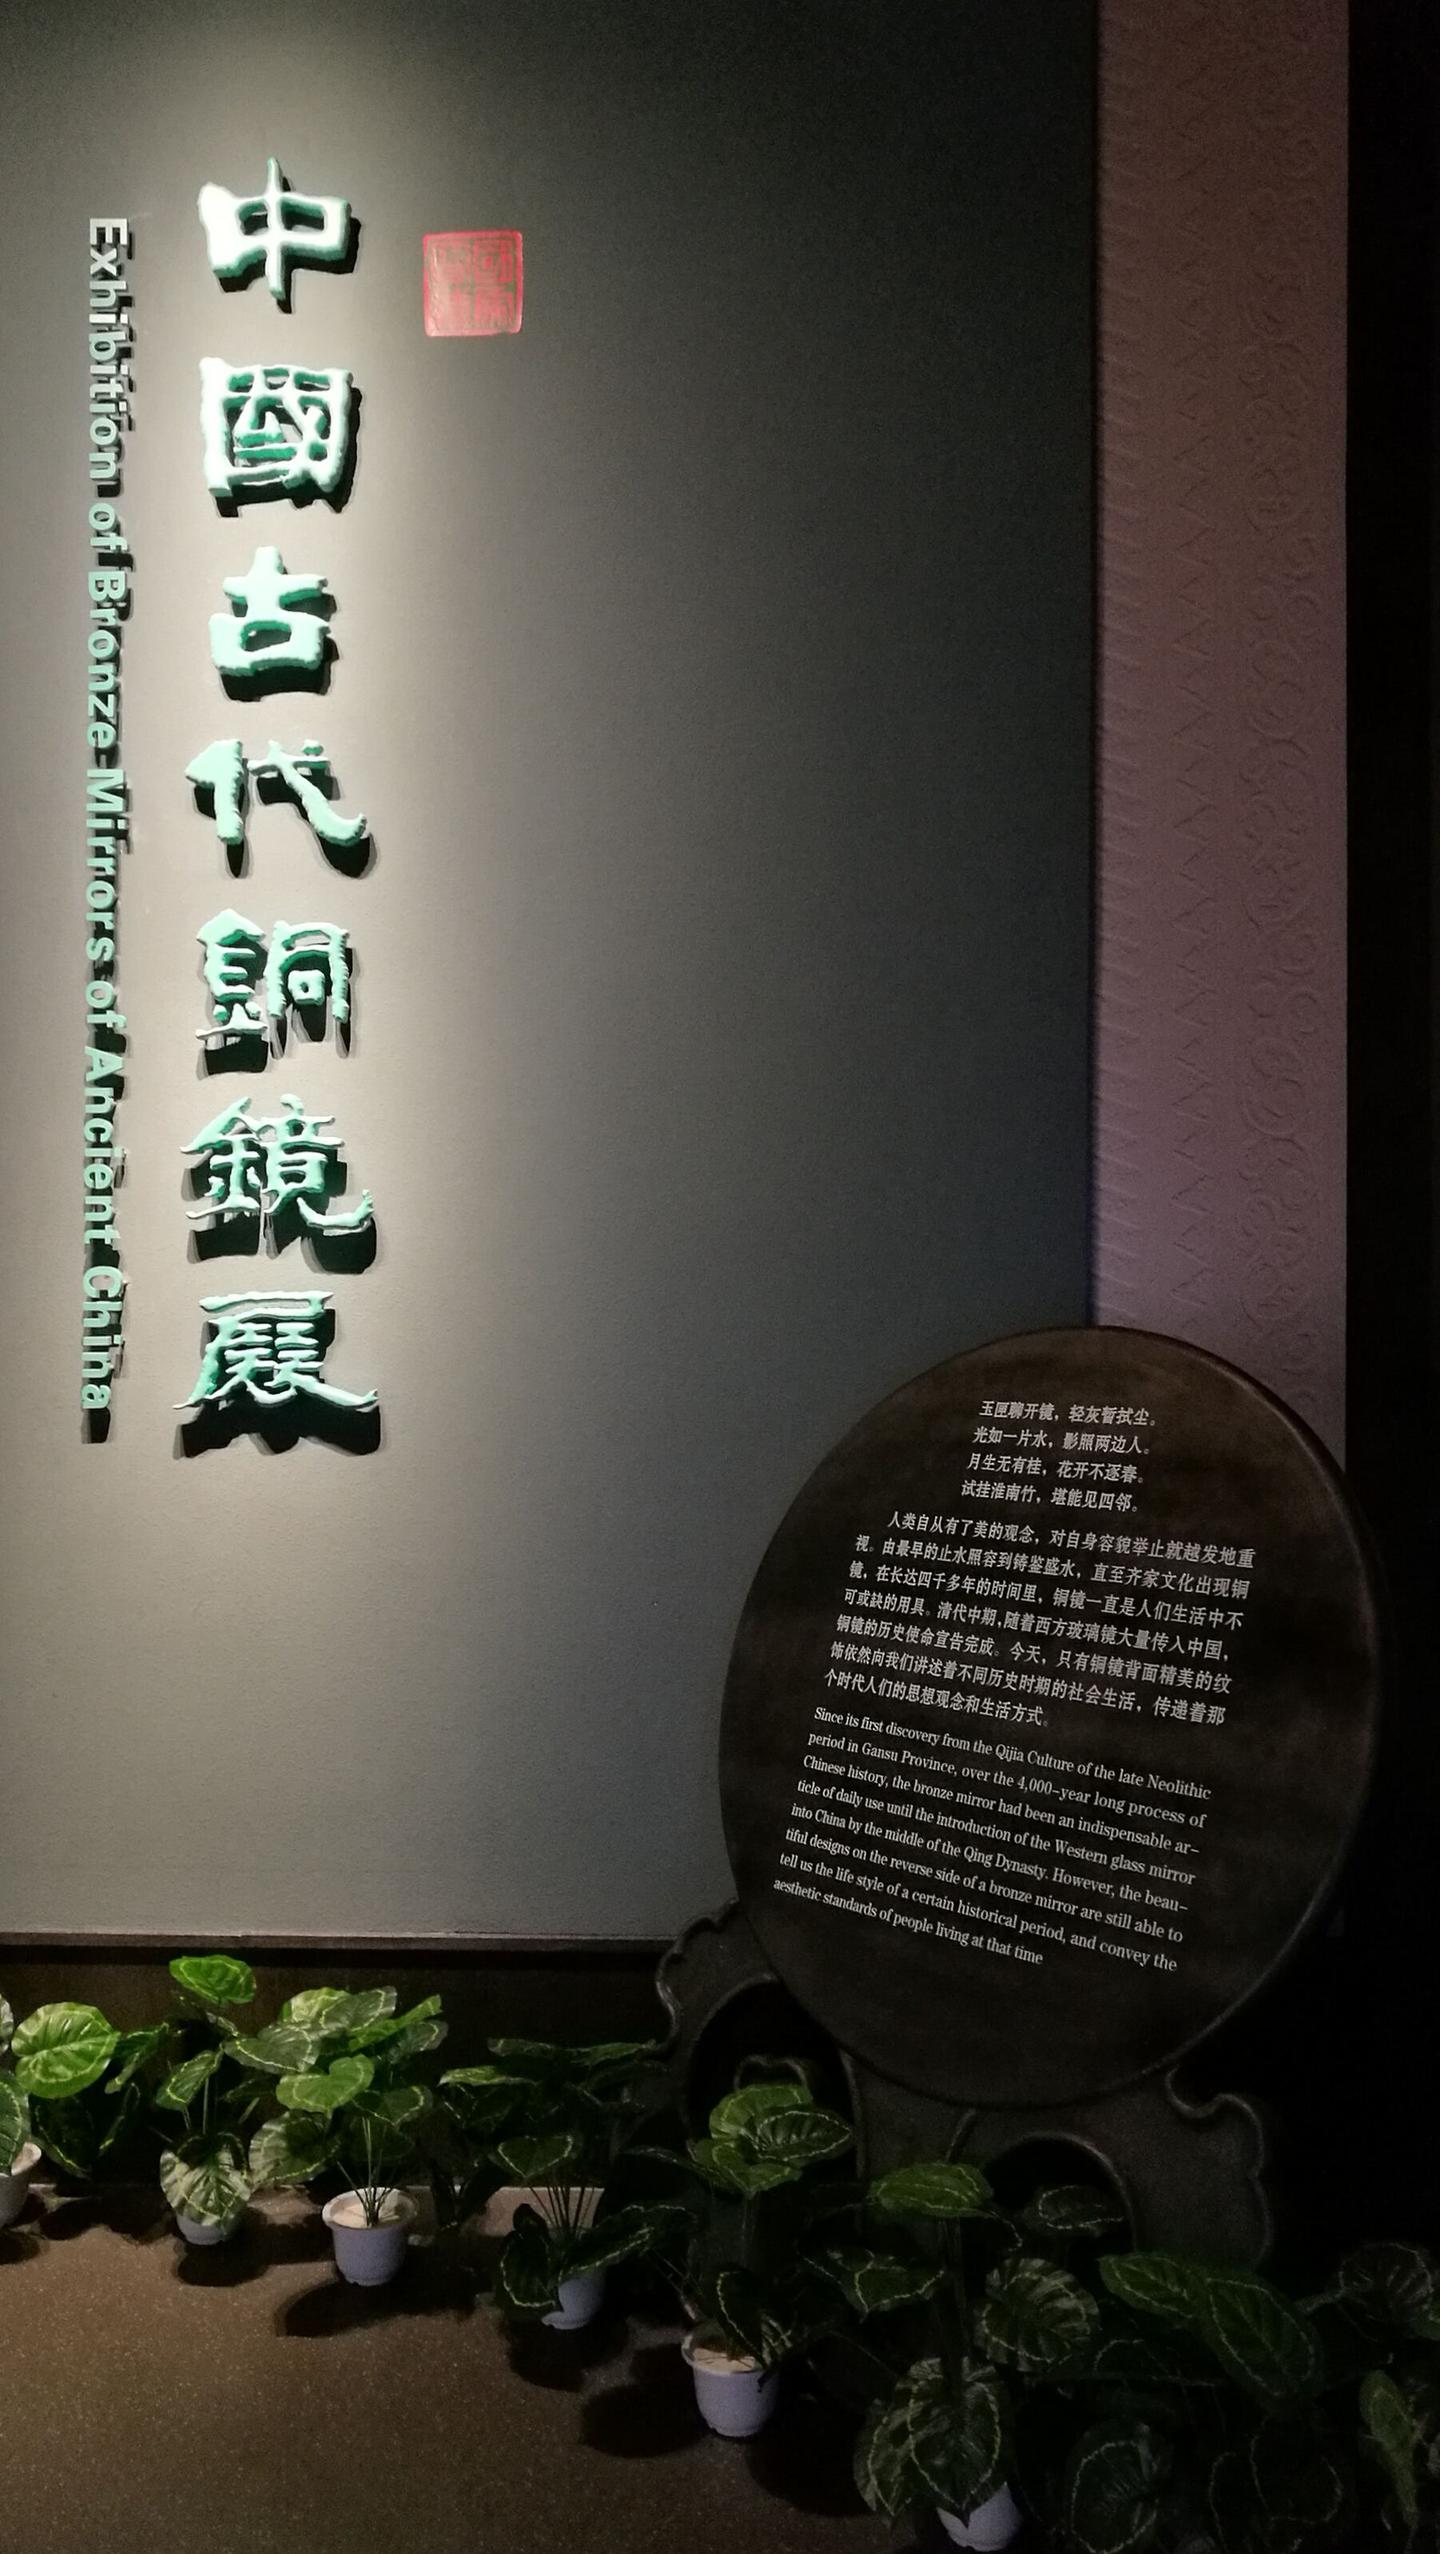 中國古代銅鏡展
Exhibition of Bronze Mirrors of Ancient China
玉匣聊开镜，轻灰暂拭尘。
光如一片水，影照两边人。
月生无有桂，花开不逐春。
试挂淮南竹，堪能见四邻。
人类自从有了美的观念，对自身容貌举止就越发地重
视。由最早的止水照容到铸鉴盛水，直至齐家文化出现铜
镜，在长达四千多年的时间里，铜镜一直是人们生活中不
可或缺的用具。清代中期，随着西方玻璃镜大量传入中国，
铜镜的历史使命宣告完成。今天，只有铜镜背面精美的纹
饰依然向我们讲述着不同历史时期的社会生活，传递着那
个时代人们的思想观念和生活方式。
Since its first discovery from the Qijia Culture of the late Neolithic
period in Gansu Province, over the 4,000-year long process of
Chinese history, the bronze mirror had been an indispensable ar-
ticle of daily use until the introduction of the Western glass mirror
into China by the middle of the Qing Dynasty. However, the beau-
tiful designs on the reverse side of a bronze mirror are still able to
tell us the life style of a certain historical period, and convey the
aesthetic standards of people living at that time